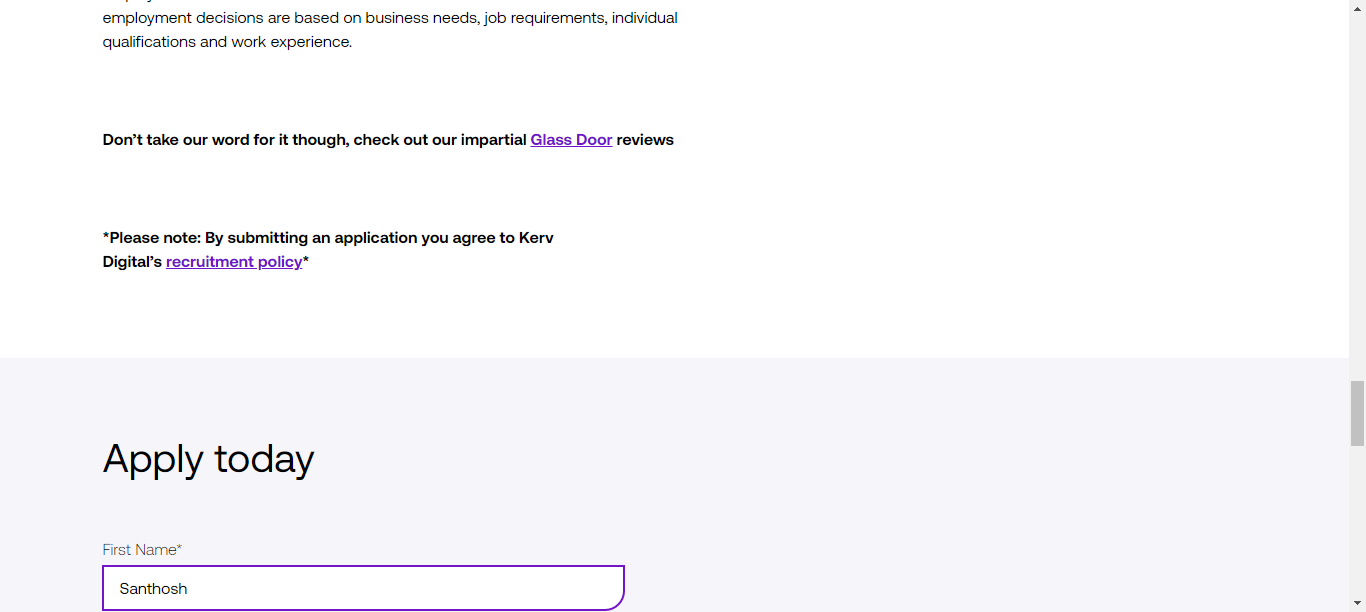 employment decisions are based on business needs, job requirements, individual
qualifications and work experience.
Don’t take our word for it though, check out our impartial Glass Door reviews
*Please note: By submitting an application you agree to Kerv
Digital’s recruitment policy*
Apply today
First Name*
Santhosh